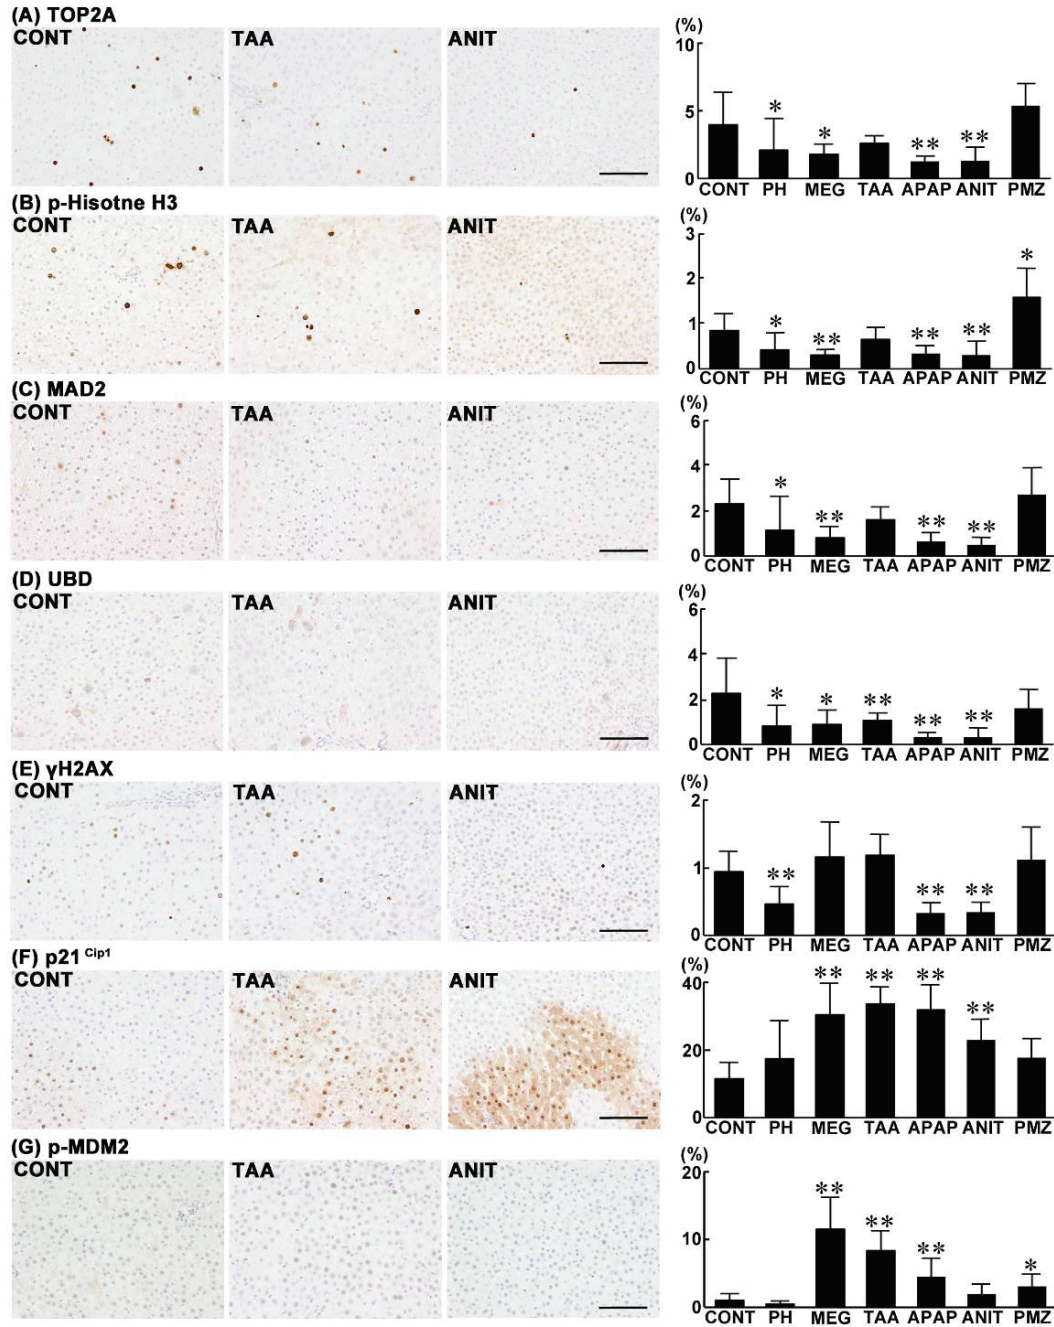 (A) TOP2A
CONT TAA ANIT
(%)
10
5
0
* * ** **
CONT PH MEG TAA APAP ANIT PMZ
(B) p-Hisotne H3
CONT TAA ANIT
(%)
3
2
1
0
* ** ** ** *
CONT PH MEG TAA APAP ANIT PMZ
(C) MAD2
CONT TAA ANIT
(%)
6
4
2
0
* ** ** **
CONT PH MEG TAA APAP ANIT PMZ
(D) UBD
CONT TAA ANIT
(%)
6
4
2
0
* * ** ** **
CONT PH MEG TAA APAP ANIT PMZ
(E) γH2AX
CONT TAA ANIT
(%)
2
1
0
** ** **
CONT PH MEG TAA APAP ANIT PMZ
(F) p21 Cip1
CONT TAA ANIT
(%)
40
20
0
** ** ** **
CONT PH MEG TAA APAP ANIT PMZ
(G) p-MDM2
CONT TAA ANIT
(%)
20
10
0
** ** ** *
CONT PH MEG TAA APAP ANIT PMZ